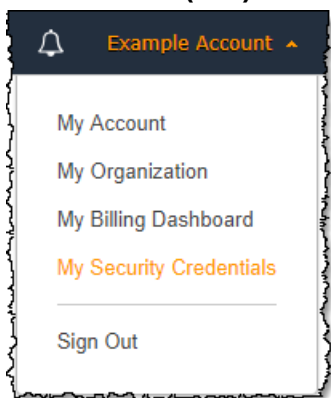 Example Account
My Account
My Organization
My Billing Dashboard
My Security Credentials
Sign Out